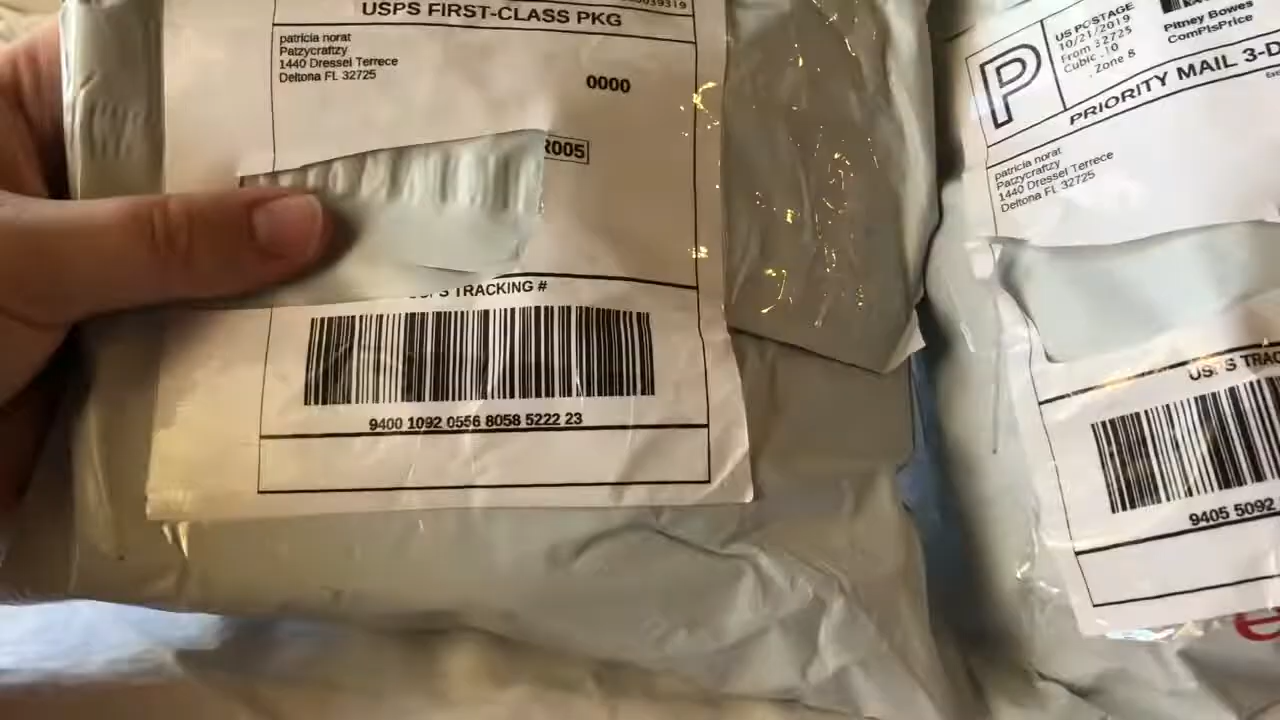 USPS FIRST-CLASS PKG
patricia norat
Patzycraftzy
1440 Dressel Terrece
Deltona FL 32725
0000
R005
USPS TRACKING #
9400 1092 0556 8058 5222 23
P
US POSTAGE
10/21/2019
From 32725
Cubic .10
Zone 8
Pitney Bowes
ComPlsPrice
PRIORITY MAIL 3-D
patricia norat
Patzycraftzy
1440 Dressel Terrece
Deltona FL 32725
USPS TRAC
9405 5092
e